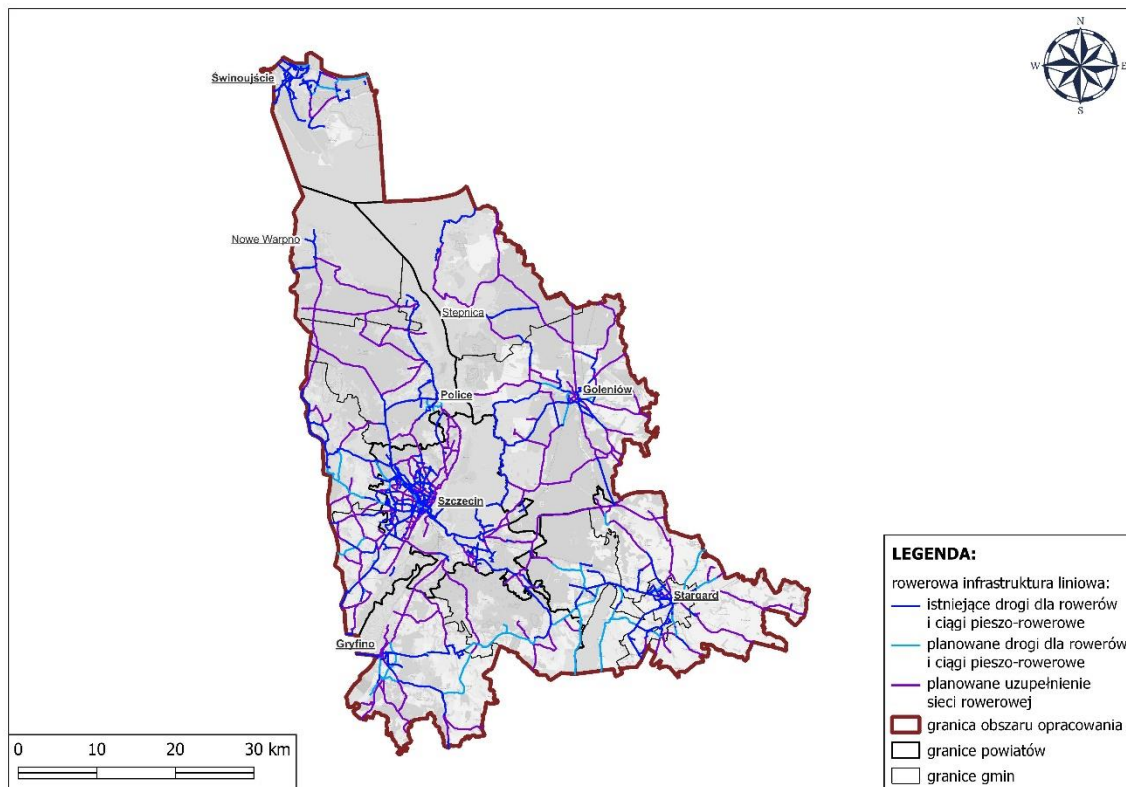 N
W E
S
Świnoujście
Nowe Warpno
Stepnica
Police
Goleniów
Szczecin
Stargard
Gryfino
LEGENDA:
rowerowa infrastruktura liniowa:
istniejące drogi dla rowerów
i ciągi pieszo-rowerowe
planowane drogi dla rowerów
i ciągi pieszo-rowerowe
planowane uzupełnienie
sieci rowerowej
granica obszaru opracowania
granice powiatów
granice gmin
0 10 20 30 km